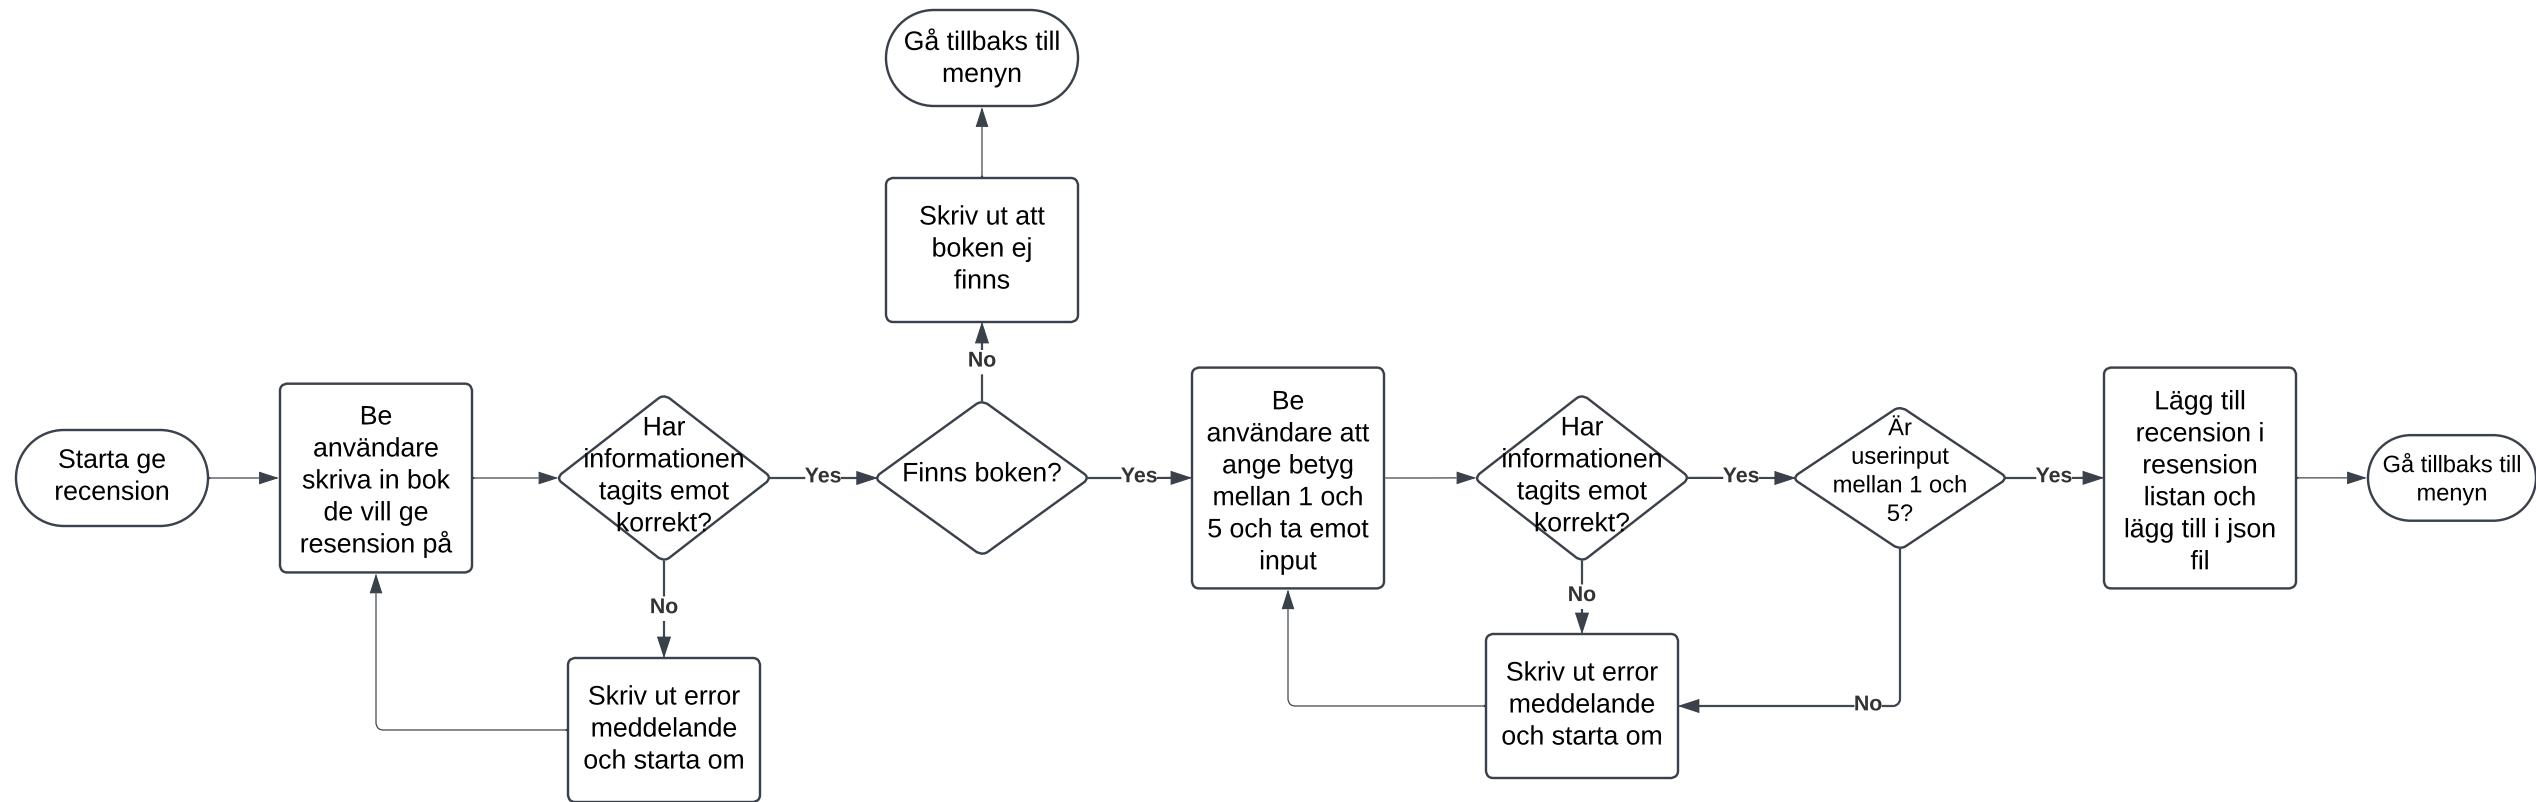 Gå tillbaks till
menyn
Skriv ut att
boken ej
finns
No
Starta ge
recension
Be
användare
skriva in bok
de vill ge
resension på
Har
informationen
tagits emot
korrekt?
Yes
Finns boken?
Yes
Be
användare att
ange betyg
mellan 1 och
5 och ta emot
input
Har
informationen
tagits emot
korrekt?
Yes
Är
userinput
mellan 1 och
5?
Yes
Lägg till
recension i
resension
listan och
lägg till i json
fil
Gå tillbaks till
menyn
No
Skriv ut error
meddelande
och starta om
No
Skriv ut error
meddelande
och starta om
No